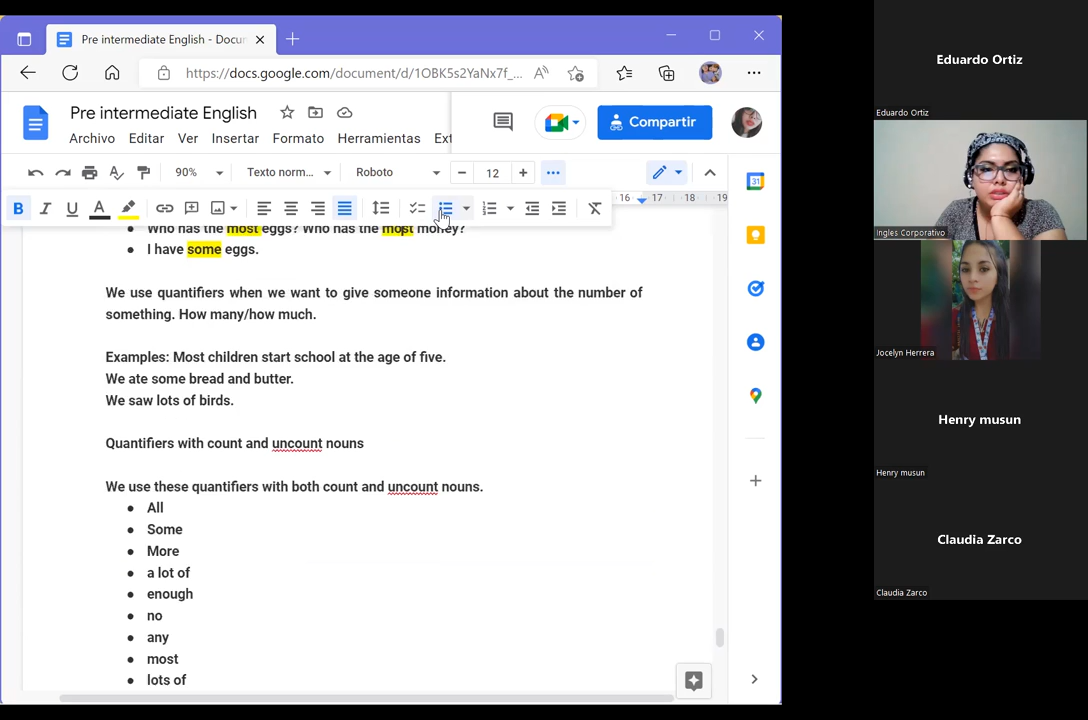 Pre intermediate English - Docu
https://docs.google.com/document/d/1OBK5s2YaNx7f_...
Pre intermediate English
Archivo Editar Ver Insertar Formato Herramientas Ext
Compartir
90% Texto norm... Roboto 12
16 17 18 19
Who has the most eggs? Who has the most money?
I have some eggs.
We use quantifiers when we want to give someone information about the number of
something. How many/how much.
Examples: Most children start school at the age of five.
We ate some bread and butter.
We saw lots of birds.
Quantifiers with count and uncount nouns
We use these quantifiers with both count and uncount nouns.
All
Some
More
a lot of
enough
no
any
most
lots of
Eduardo Ortiz
Eduardo Ortiz
Ingles Corporativo
Jocelyn Herrera
Henry musun
Henry musun
Claudia Zarco
Claudia Zarco